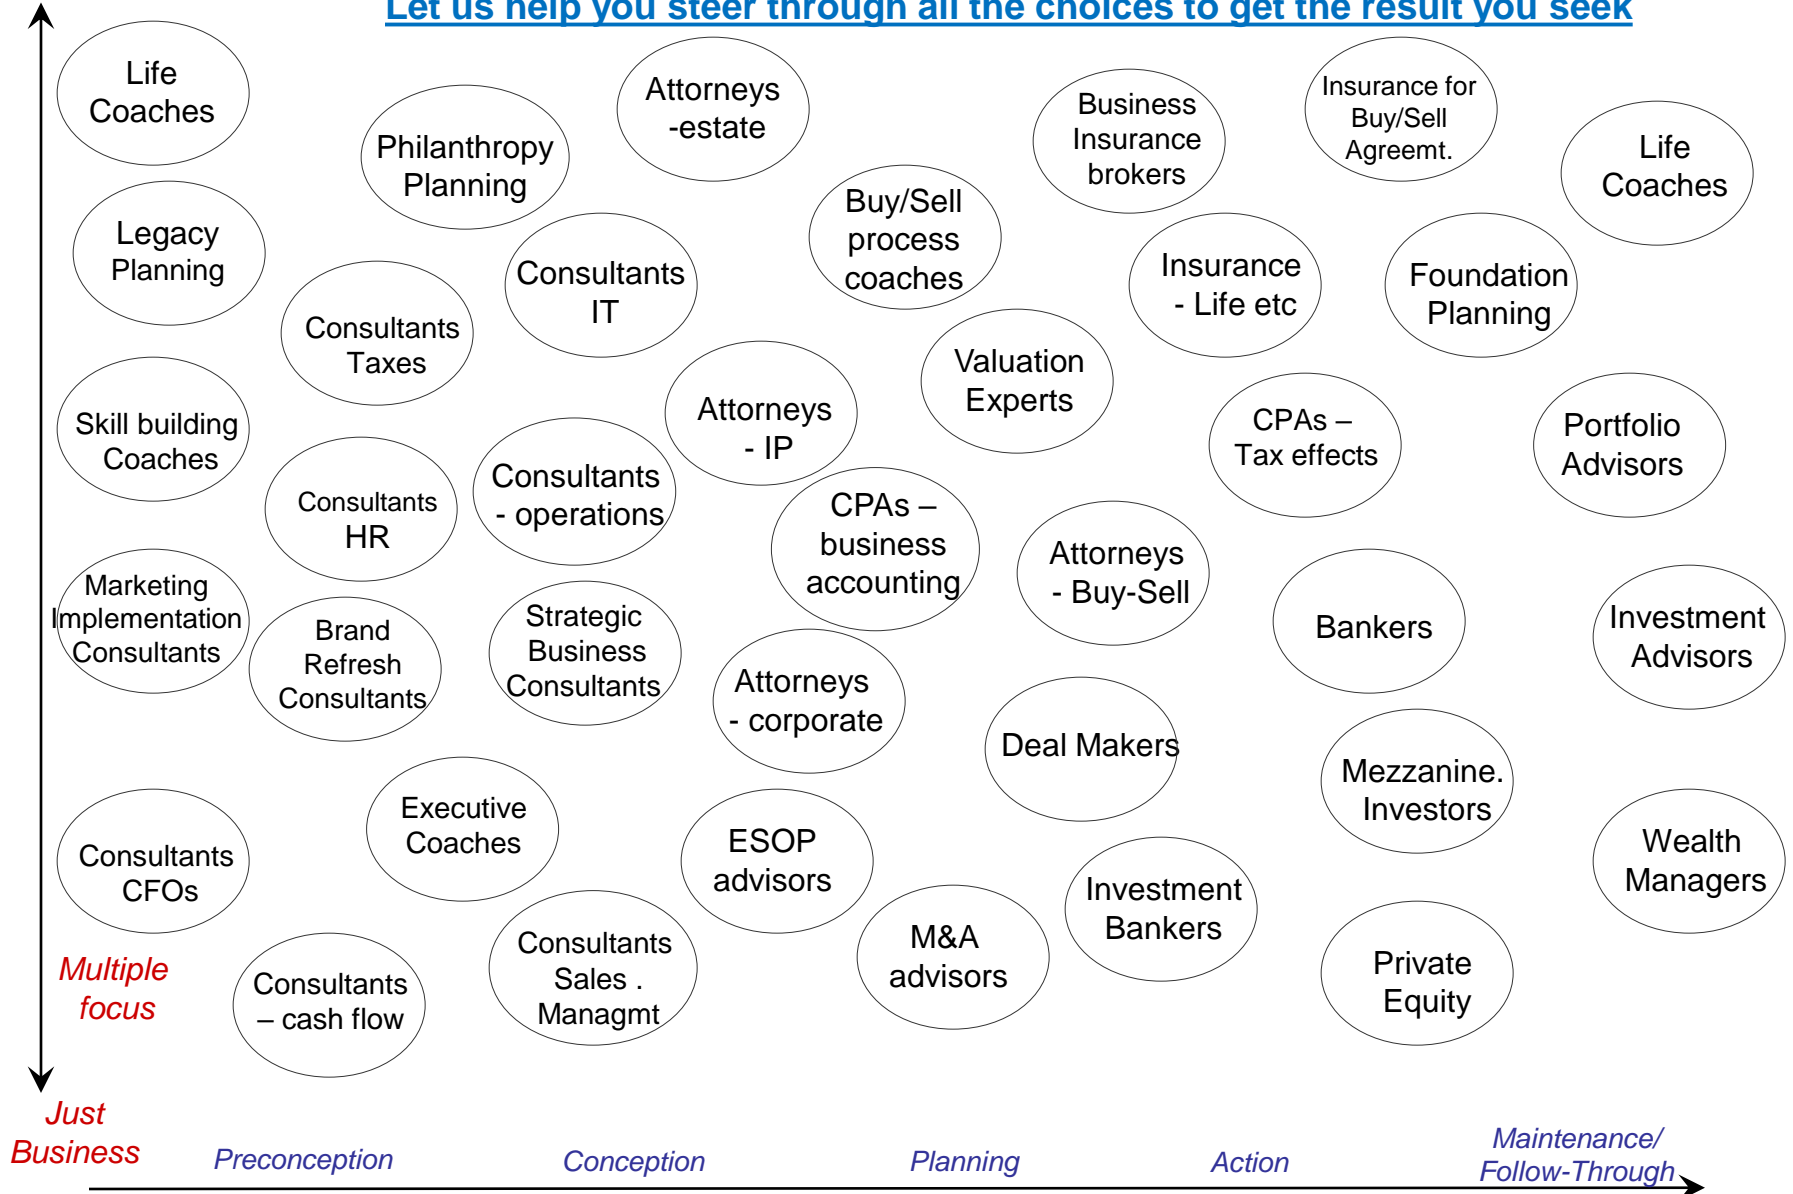 Let us help you steer through all the choices to get the result you seek
Life
Coaches
Philanthropy
Planning
Attorneys
-estate
Business
Insurance
brokers
Insurance for
Buy/Sell
Agreemt.
Life
Coaches
Legacy
Planning
Consultants
Taxes
Consultants
IT
Buy/Sell
process
coaches
Insurance
- Life etc
Foundation
Planning
Skill building
Coaches
Consultants
HR
Consultants
- operations
Attorneys
- IP
Valuation
Experts
CPAs –
Tax effects
Portfolio
Advisors
CPAs –
business
accounting
Attorneys
- Buy-Sell
Marketing
Implementation
Consultants
Brand
Refresh
Consultants
Strategic
Business
Consultants
Attorneys
- corporate
Bankers
Investment
Advisors
Deal Makers
Mezzanine.
Investors
Consultants
CFOs
Executive
Coaches
ESOP
advisors
Investment
Bankers
Wealth
Managers
Consultants
– cash flow
Consultants
Sales .
Managmt
M&A
advisors
Private
Equity
Multiple
focus
Just
Business
Preconception
Conception
Planning
Action
Maintenance/
Follow-Through